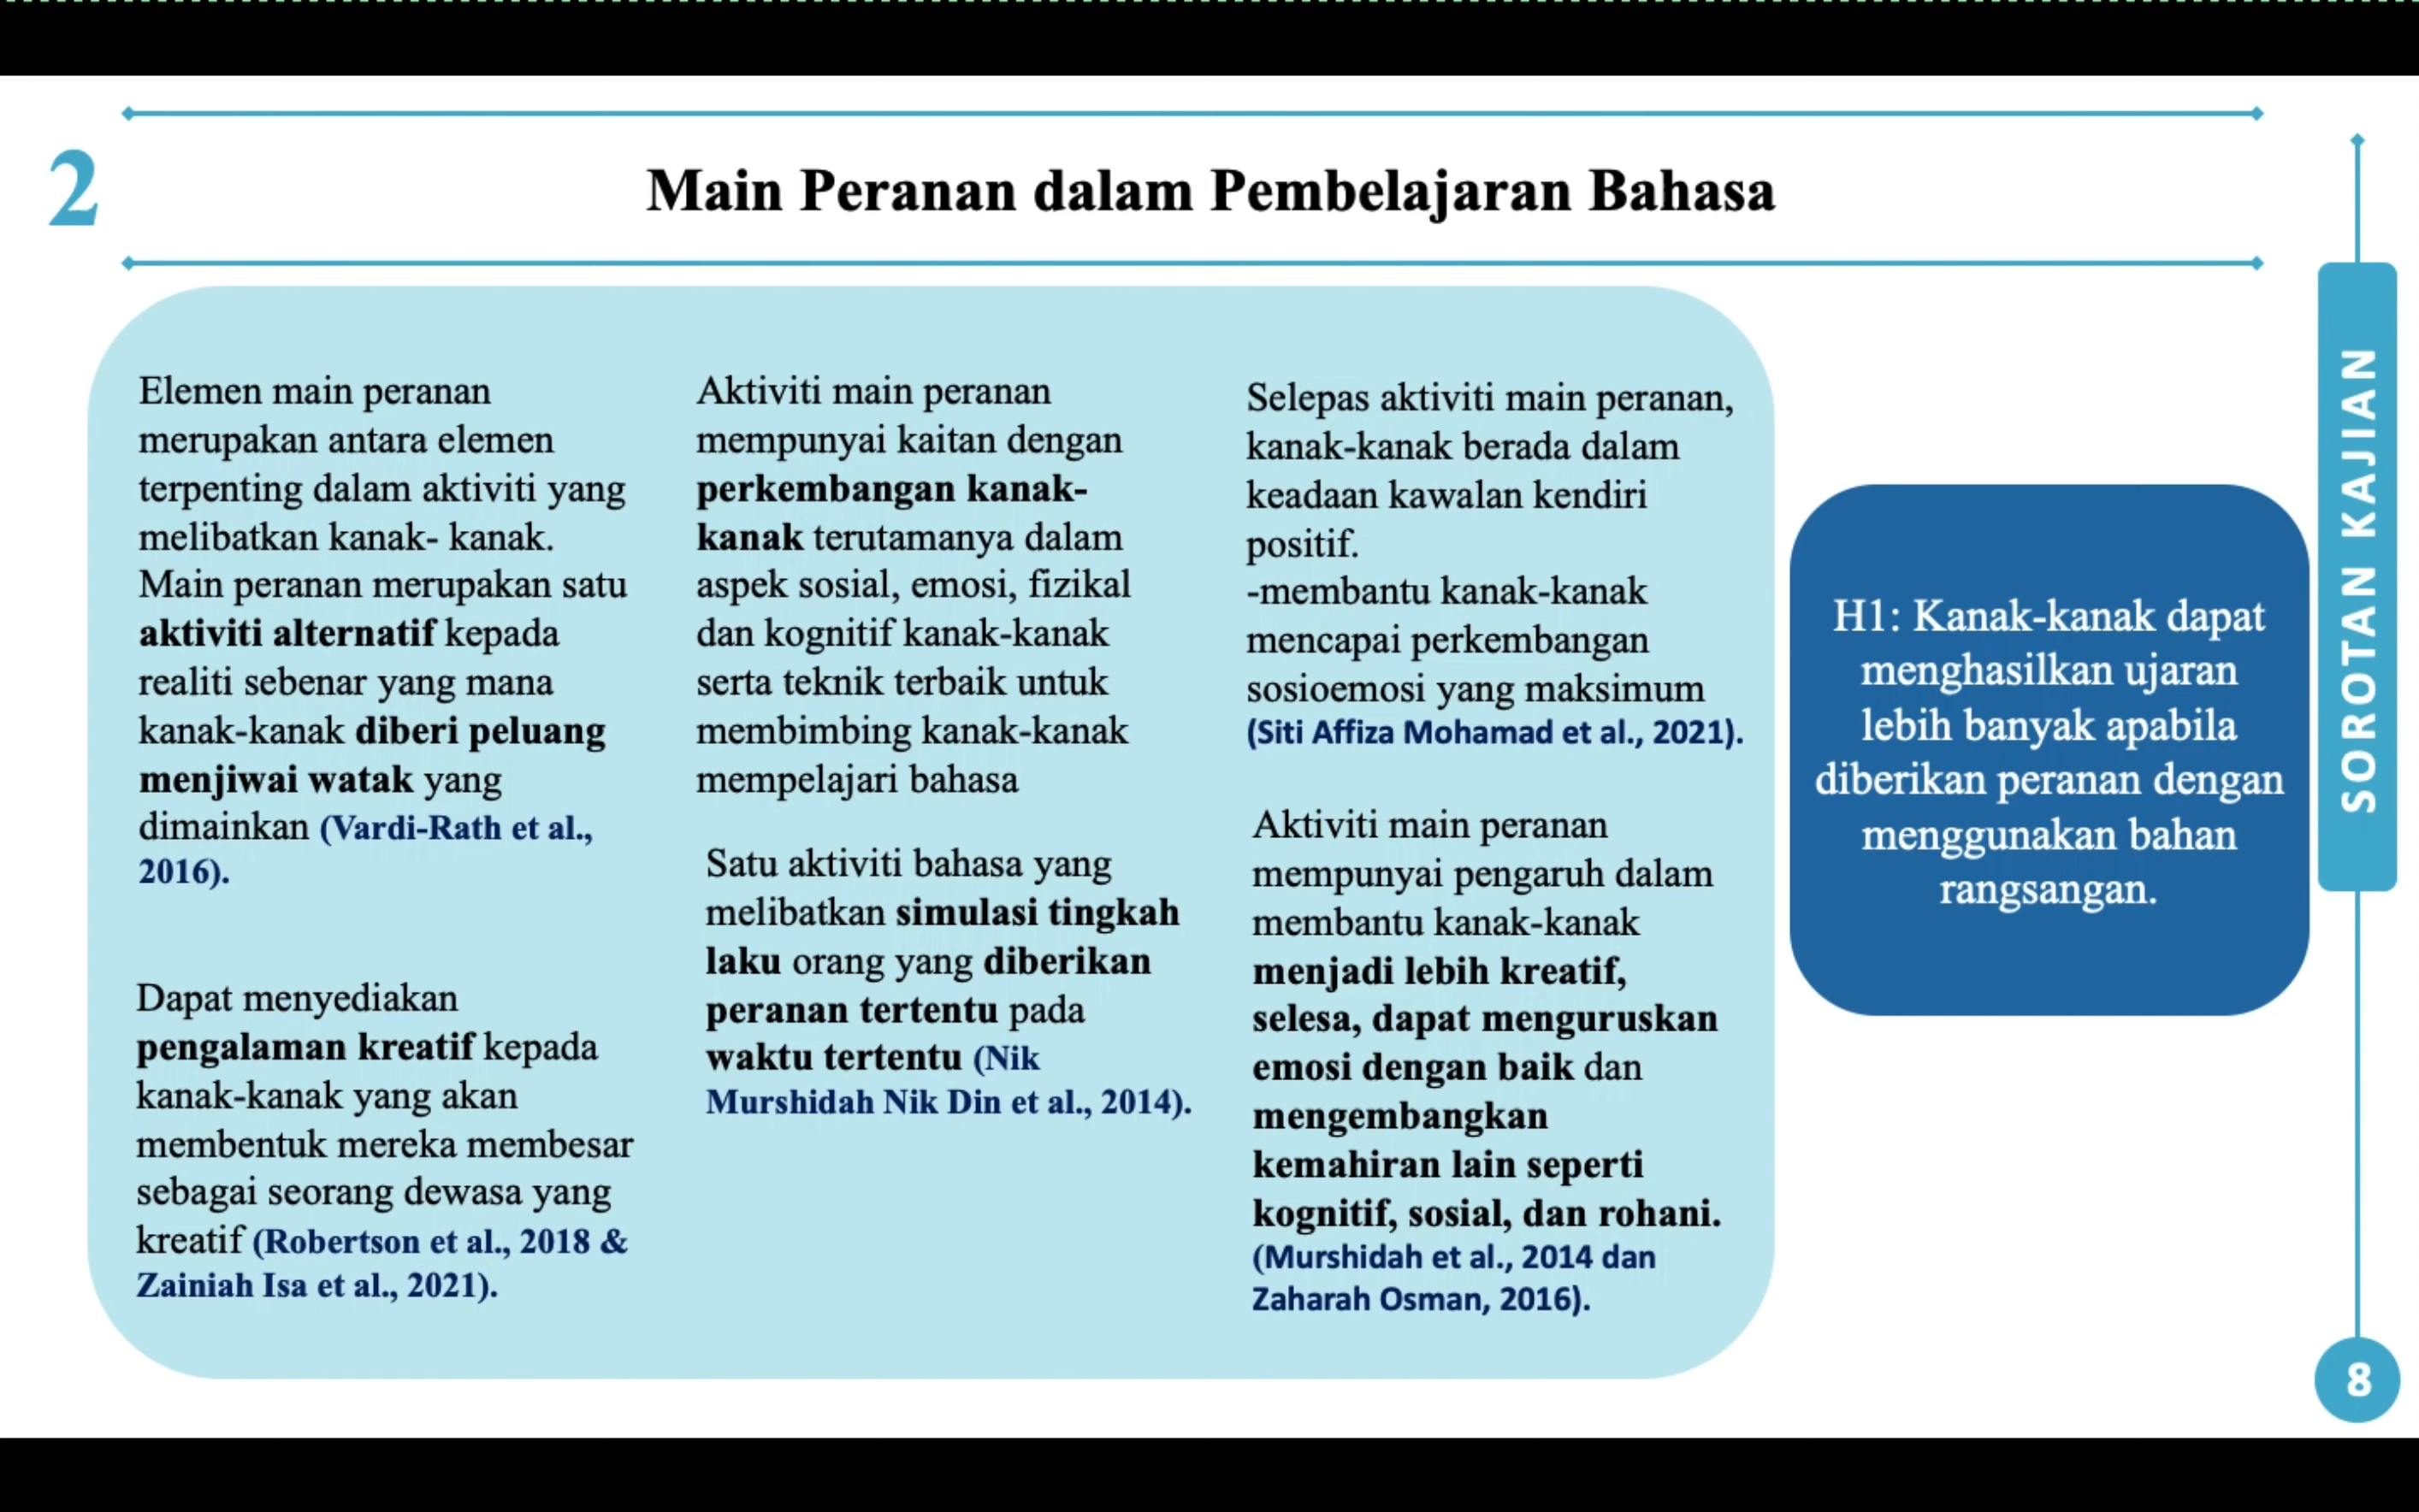 2
Main Peranan dalam Pembelajaran Bahasa
Elemen main peranan
merupakan antara elemen
terpenting dalam aktiviti yang
melibatkan kanak- kanak.
Main peranan merupakan satu
aktiviti alternatif kepada
realiti sebenar yang mana
kanak-kanak diberi peluang
menjiwai watak yang
dimainkan (Vardi-Rath et al.,
2016).
Dapat menyediakan
pengalaman kreatif kepada
kanak-kanak yang akan
membentuk mereka membesar
sebagai seorang dewasa yang
kreatif (Robertson et al., 2018 &
Zainiah Isa et al., 2021).
Aktiviti main peranan
mempunyai kaitan dengan
perkembangan kanak-
kanak terutamanya dalam
aspek sosial, emosi, fizikal
dan kognitif kanak-kanak
serta teknik terbaik untuk
membimbing kanak-kanak
mempelajari bahasa
Satu aktiviti bahasa yang
melibatkan simulasi tingkah
laku orang yang diberikan
peranan tertentu pada
waktu tertentu (Nik
Murshidah Nik Din et al., 2014).
Selepas aktiviti main peranan,
kanak-kanak berada dalam
keadaan kawalan kendiri
positif.
-membantu kanak-kanak
mencapai perkembangan
sosioemosi yang maksimum
(Siti Affiza Mohamad et al., 2021).
Aktiviti main peranan
mempunyai pengaruh dalam
membantu kanak-kanak
menjadi lebih kreatif,
selesa, dapat menguruskan
emosi dengan baik dan
mengembangkan
kemahiran lain seperti
kognitif, sosial, dan rohani.
(Murshidah et al., 2014 dan
Zaharah Osman, 2016).
H1: Kanak-kanak dapat
menghasilkan ujaran
lebih banyak apabila
diberikan peranan dengan
menggunakan bahan
rangsangan.
SOROTAN KAJIAN
8